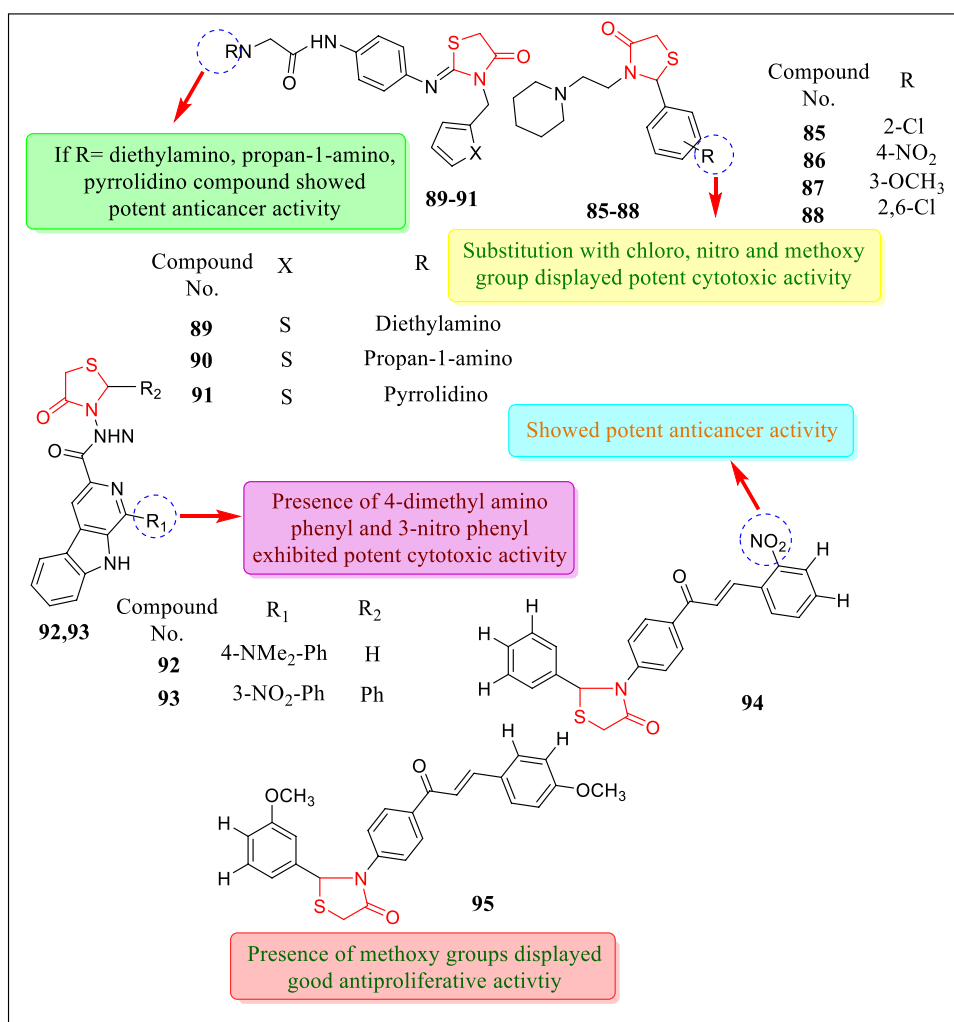 RN
NH
O
N
S
O
N
X
89-91
O
N
S
N
R
85-88
Compound R
No.
85 2-Cl
86 4-NO2
87 3-OCH3
88 2,6-Cl
If R= diethylamino, propan-1-amino,
pyrrolidino compound showed
potent anticancer activity
Substitution with chloro, nitro and methoxy
group displayed potent cytotoxic activity
Compound X R
No.
89 S Diethylamino
90 S Propan-1-amino
91 S Pyrrolidino
S
R2
O
N
NHN
O
N
R1
NH
92,93
Showed potent anticancer activity
Presence of 4-dimethyl amino
phenyl and 3-nitro phenyl
exhibited potent cytotoxic activity
Compound R1 R2
No.
92 4-NMe2-Ph H
93 3-NO2-Ph Ph
NO2
H
H
O
H
H
H
N
S
O
94
H
H
O
OCH3
OCH3
H
H
N
S
O
95
Presence of methoxy groups displayed
good antiproliferative activtiy